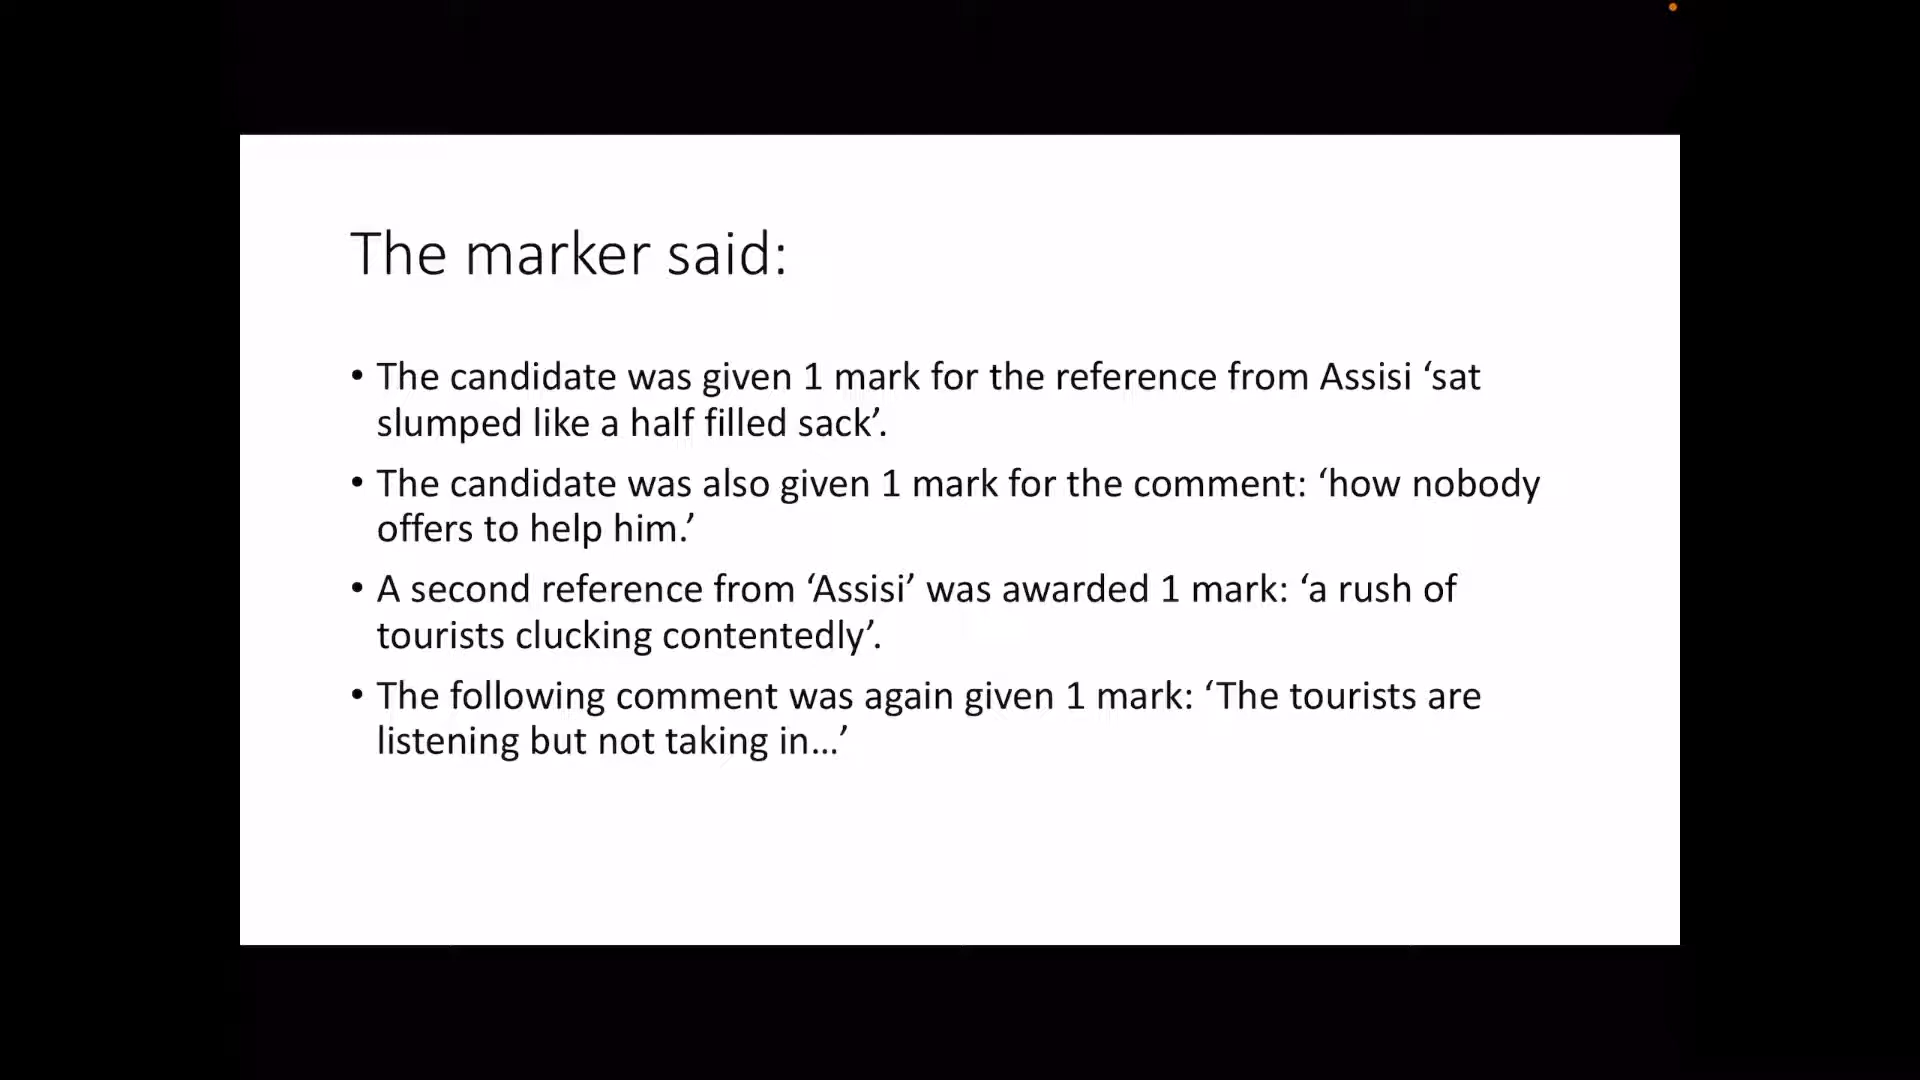 The marker said:
• The candidate was given 1 mark for the reference from Assisi ‘sat
slumped like a half filled sack’.
• The candidate was also given 1 mark for the comment: ‘how nobody
offers to help him.’
• A second reference from ‘Assisi’ was awarded 1 mark: ‘a rush of
tourists clucking contentedly’.
• The following comment was again given 1 mark: ‘The tourists are
listening but not taking in…’